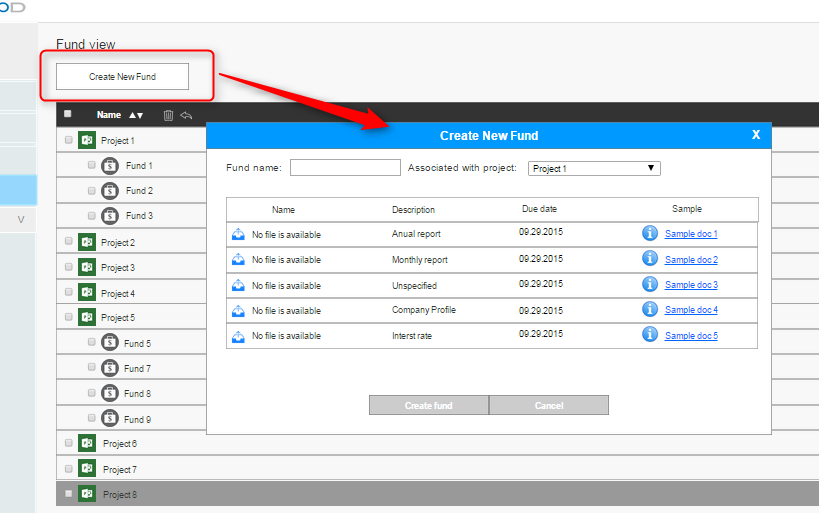 OD
Fund view
Create New Fund
Name
Create New Fund X
Project 1
Fund name: Associated with project: Project 1
Fund 1
Fund 2
Fund 3
V
Project 2
Project 3
Project 4
Project 5
Fund 5
Fund 7
Fund 8
Fund 9
Project 6
Project 7
Project 8
Name Description Due date Sample
No file is available Anual report 09.29.2015 Sample doc 1
No file is available Monthly report 09.29.2015 Sample doc 2
No file is available Unspecified 09.29.2015 Sample doc 3
No file is available Company Profile 09.29.2015 Sample doc 4
No file is available Interst rate 09.29.2015 Sample doc 5
Create fund Cancel